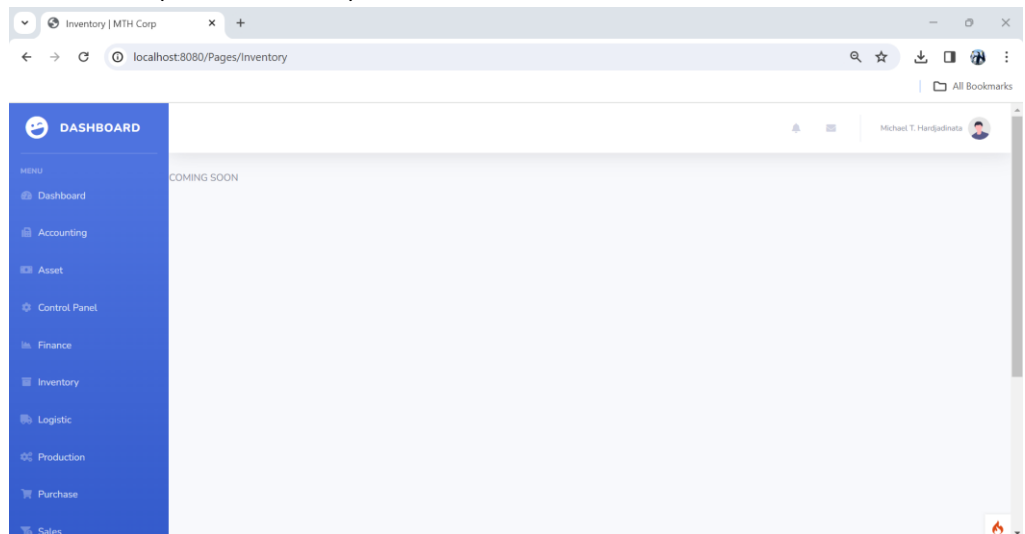 Inventory | MTH Corp
localhost:8080/Pages/Inventory
All Bookmarks
DASHBOARD
Michael T. Hardjadinata
MENU
COMING SOON
Dashboard
Accounting
Asset
Control Panel
Finance
Inventory
Logistic
Production
Purchase
Sales